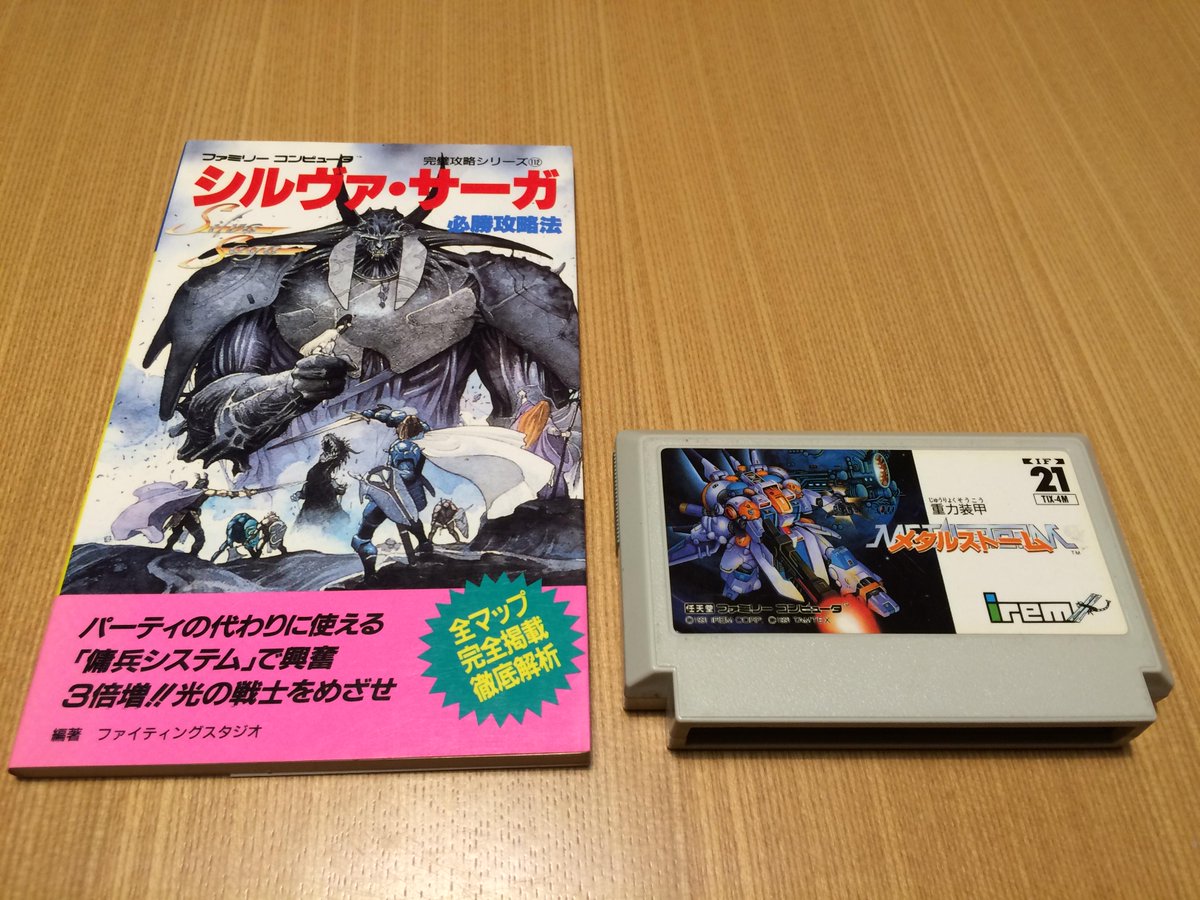 ファミリー コンピュータ™ 完璧攻略シリーズ112
シルヴァ・サーガ
Silva Saga
必勝攻略法
パーティの代わりに使える
「傭兵システム」で興奮
3倍増!!光の戦士をめざせ
全マップ
完全掲載
徹底解析
編著 ファイティングスタジオ
IF
21
TIX-4M
じゅうりょくそうこう
重力装甲
METAL STORM
メタルストーム
™
任天堂 ファミリー コンピュータ™
irem